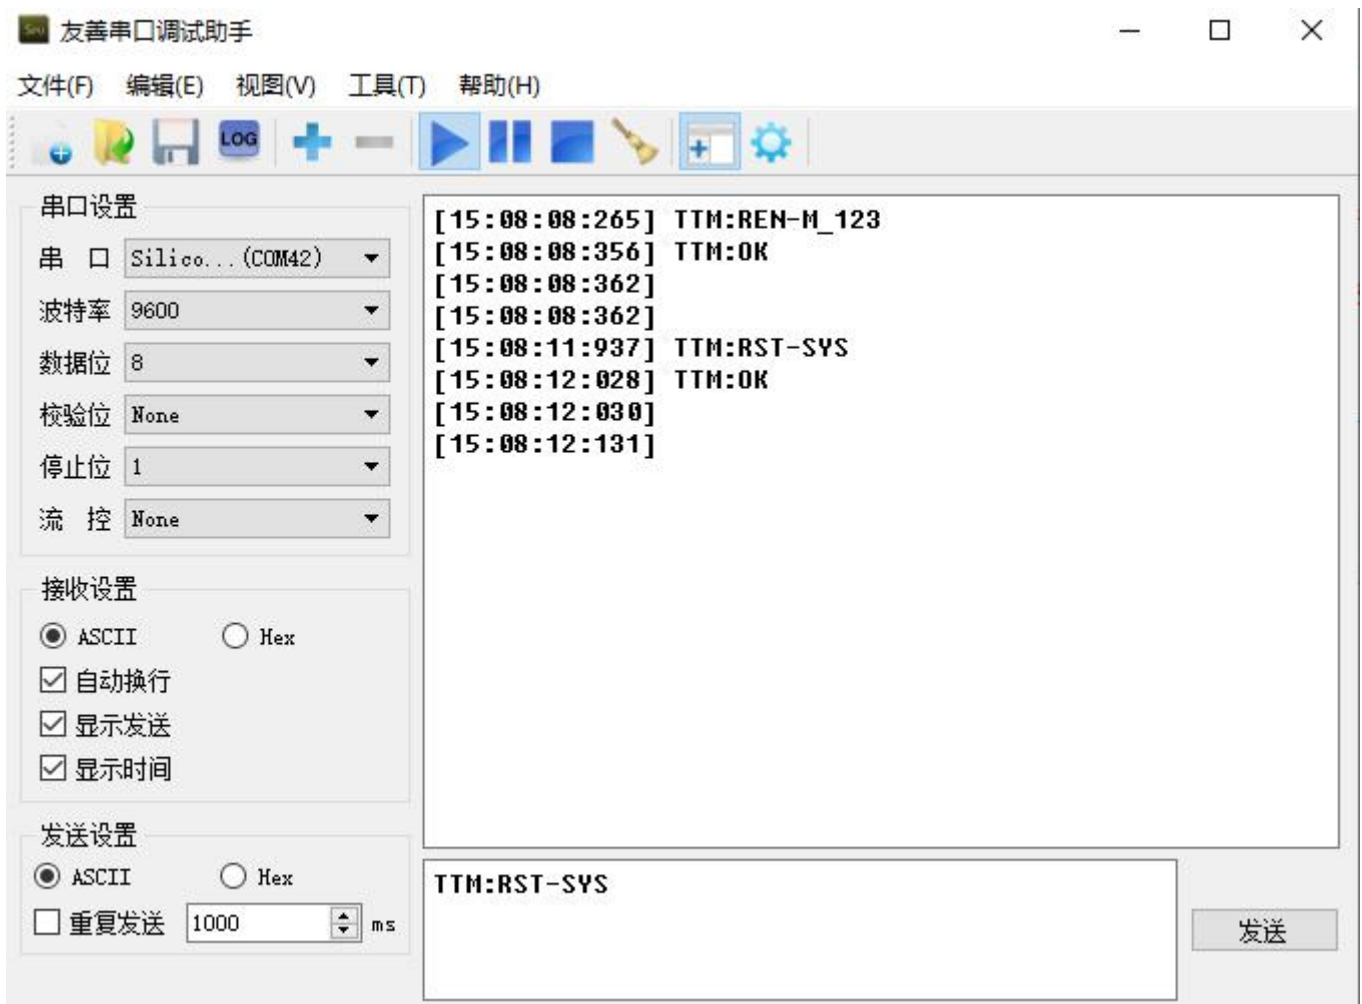 友善串口调试助手
文件(F) 编辑(E) 视图(V) 工具(T) 帮助(H)
LOG
串口设置
串 口 Silico...(COM42)
波特率 9600
数据位 8
校验位 None
停止位 1
流 控 None
接收设置
ASCII Hex
自动换行
显示发送
显示时间
发送设置
ASCII Hex
重复发送 1000 ms
[15:08:08:265] TTM:REN-M_123
[15:08:08:356] TTM:OK
[15:08:08:362]
[15:08:08:362]
[15:08:11:937] TTM:RST-SYS
[15:08:12:028] TTM:OK
[15:08:12:030]
[15:08:12:131]
TTM:RST-SYS
发送